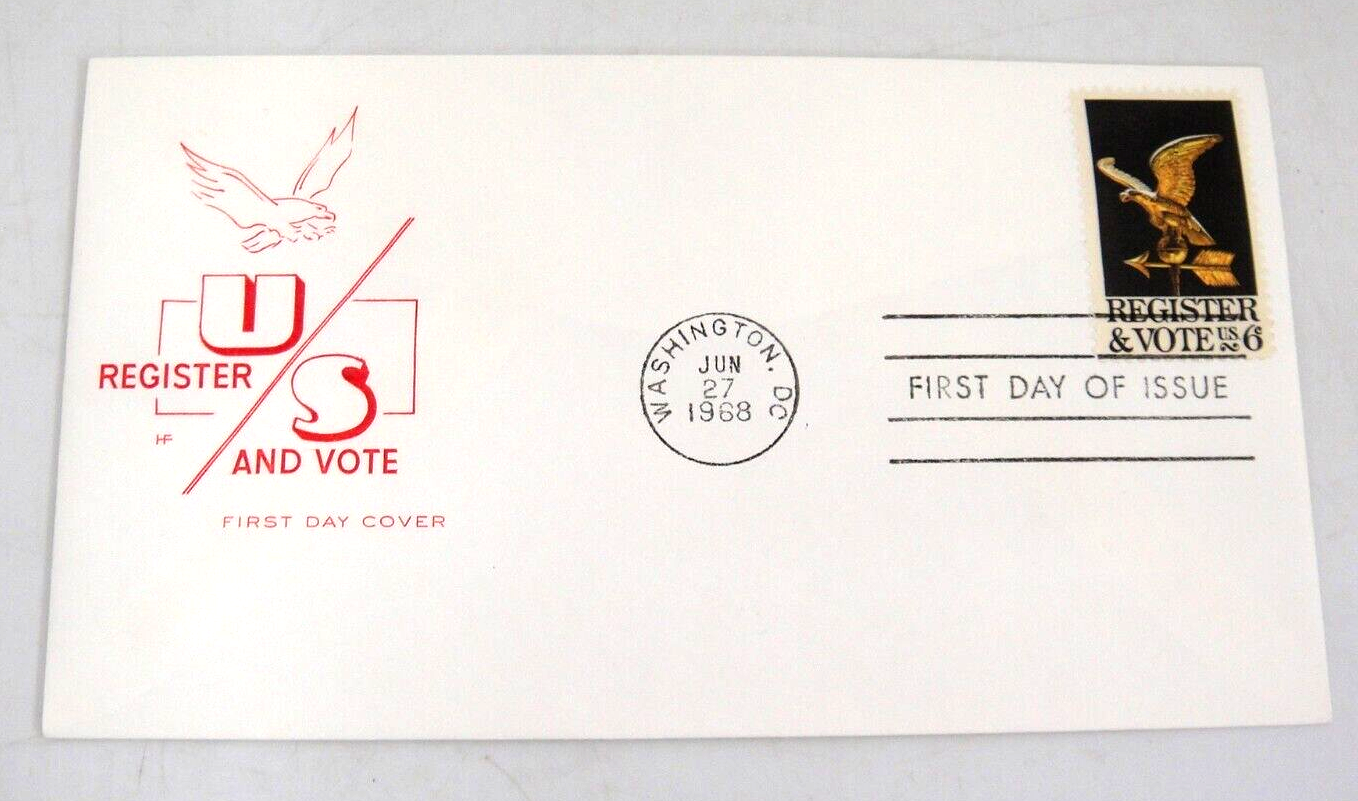 U
REGISTER
S
HF
AND VOTE
FIRST DAY COVER
WASHINGTON, DC
JUN
27
1968
REGISTER
& VOTE US 6c
FIRST DAY OF ISSUE